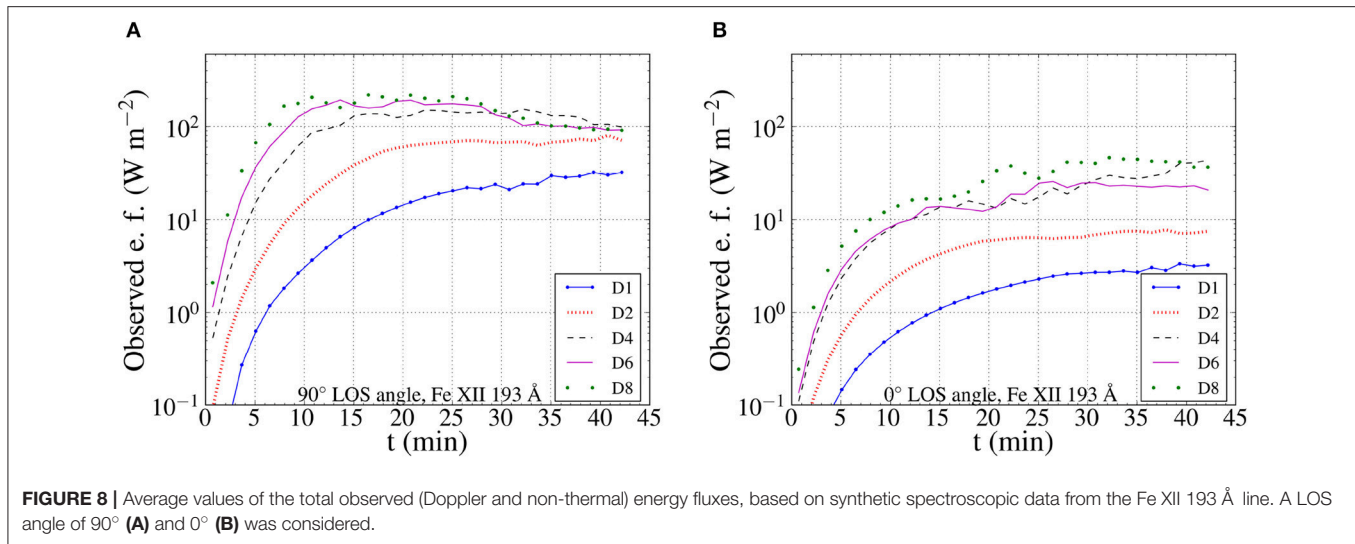 A
Observed e. f. (W m⁻²)
10²
10¹
10⁰
10⁻¹
0 5 10 15 20 25 30 35 40 45
t (min)
90° LOS angle, Fe XII 193 Å
D1
D2
D4
D6
D8
B
Observed e. f. (W m⁻²)
10²
10¹
10⁰
10⁻¹
0 5 10 15 20 25 30 35 40 45
t (min)
0° LOS angle, Fe XII 193 Å
D1
D2
D4
D6
D8
FIGURE 8 | Average values of the total observed (Doppler and non-thermal) energy fluxes, based on synthetic spectroscopic data from the Fe XII 193 Å line. A LOS
angle of 90° (A) and 0° (B) was considered.